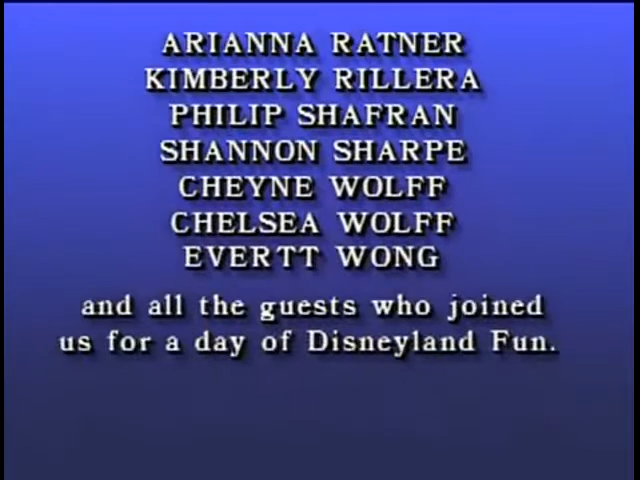 ARIANNA RATNER
KIMBERLY RILLERA
PHILIP SHAFRAN
SHANNON SHARPE
CHEYNE WOLFF
CHELSEA WOLFF
EVERTT WONG
and all the guests who joined
us for a day of Disneyland Fun.